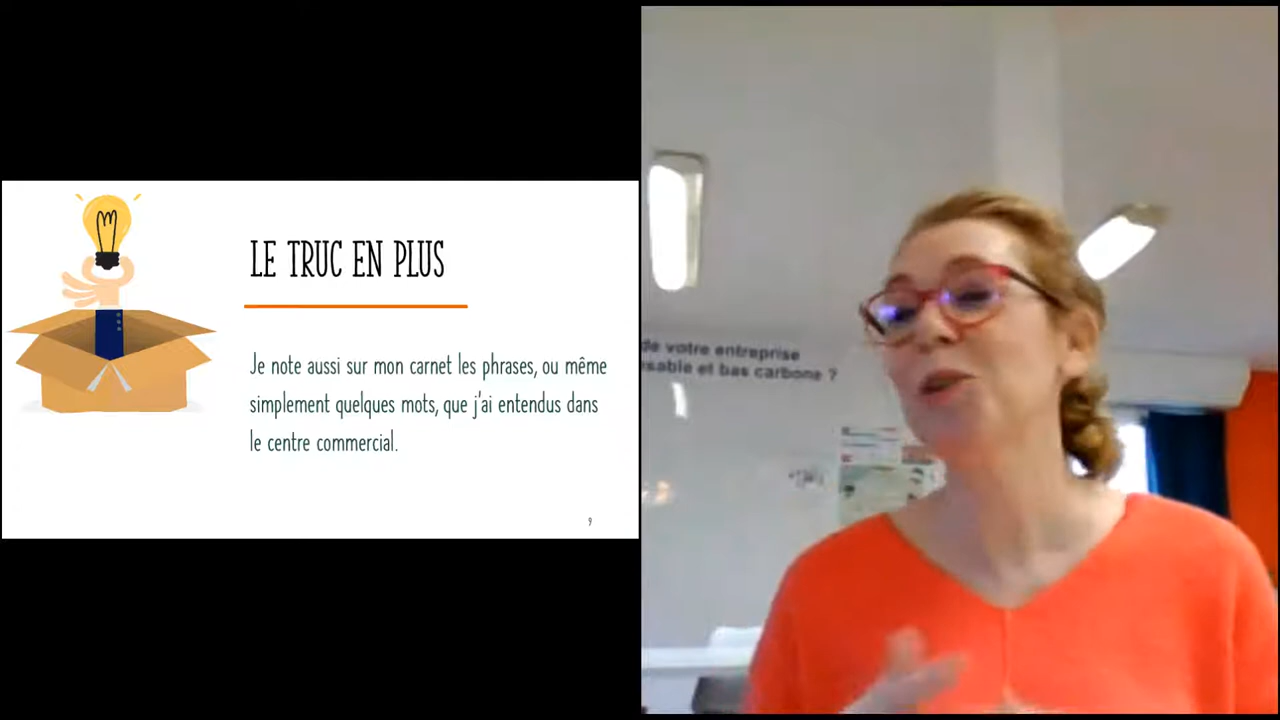 LE TRUC EN PLUS
Je note aussi sur mon carnet les phrases, ou même
simplement quelques mots, que j'ai entendus dans
le centre commercial.
9
de votre entreprise
sable et bas carbone ?